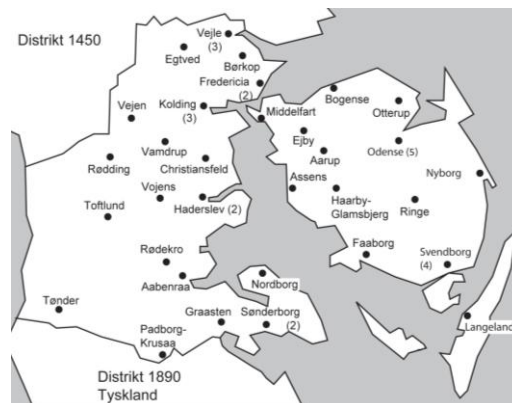 Distrikt 1450
Vejle
(3)
Egtved
Børkop
Fredericia
(2)
Bogense
Otterup
Vejen
Kolding
(3)
Middelfart
Ejby
Odense (5)
Vamdrup
Aarup
Rødding
Christiansfeld
Nyborg
Assens
Vojens
Haarby-
Glamsbjerg
Ringe
Toftlund
Haderslev (2)
Faaborg
Svendborg
(4)
Rødekro
Nordborg
Aabenraa
Tønder
Graasten
Sønderborg
(2)
Langeland
Padborg-
Krusaa
Distrikt 1890
Tyskland